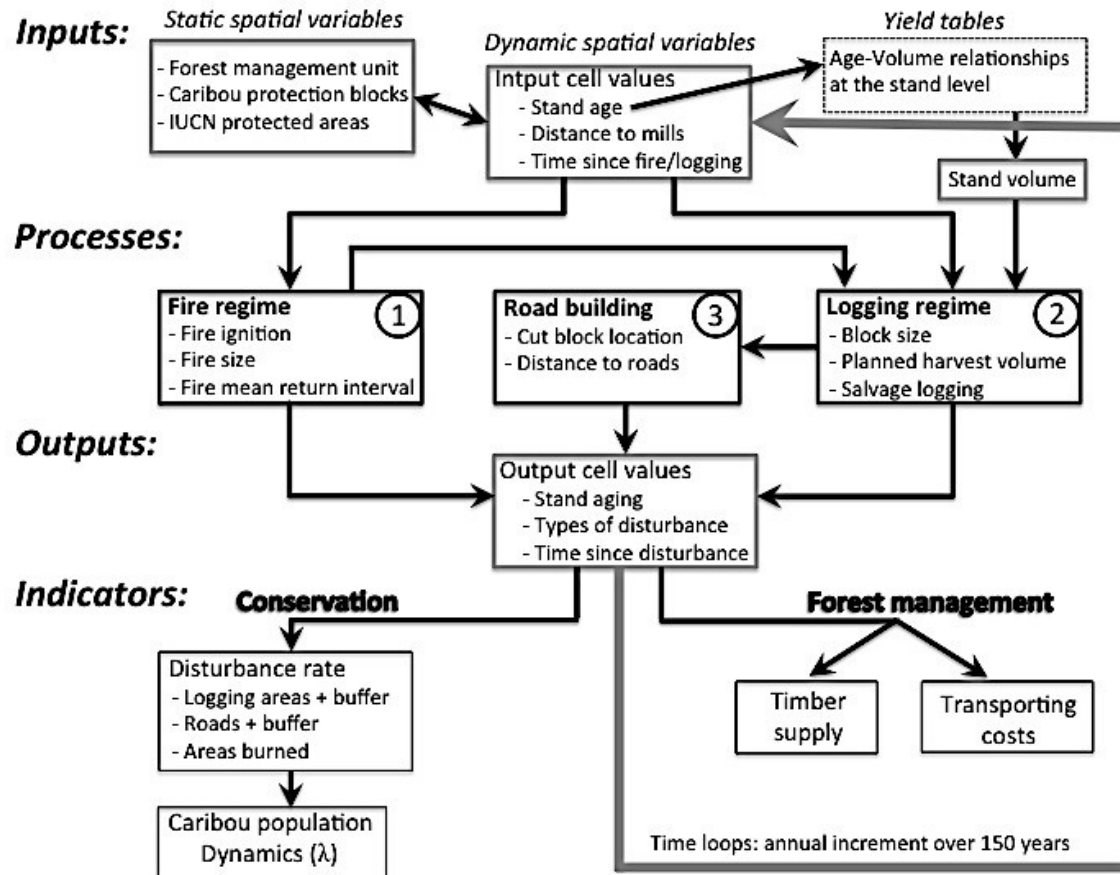 Inputs:
Static spatial variables
- Forest management unit
- Caribou protection blocks
- IUCN protected areas
Dynamic spatial variables
Intput cell values
- Stand age
- Distance to mills
- Time since fire/logging
Yield tables
Age-Volume relationships
at the stand level
Stand volume
Processes:
Fire regime
1
- Fire ignition
- Fire size
- Fire mean return interval
Road building
3
- Cut block location
- Distance to roads
Logging regime
2
- Block size
- Planned harvest volume
- Salvage logging
Outputs:
Output cell values
- Stand aging
- Types of disturbance
- Time since disturbance
Indicators:
Conservation
Disturbance rate
- Logging areas + buffer
- Roads + buffer
- Areas burned
Caribou population
Dynamics (λ)
Forest management
Timber
supply
Transporting
costs
Time loops: annual increment over 150 years